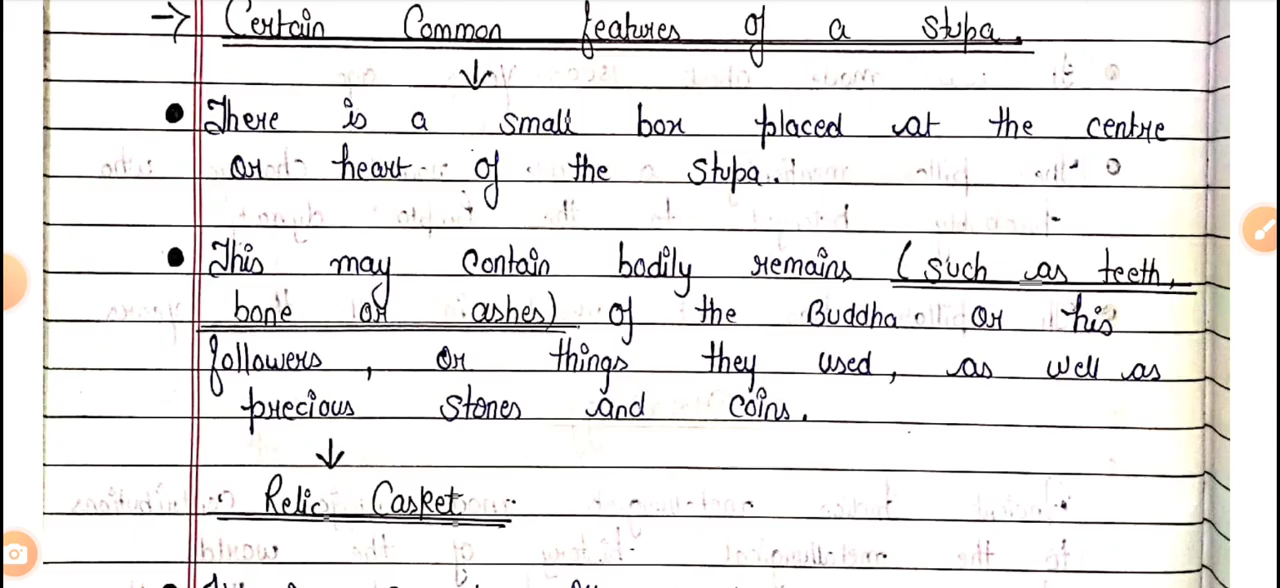 → Certain Common features of a stupa.
↓
• There is a small box placed at the centre
or heart of the stupa.
• This may contain bodily remains (such as teeth,
bone or ashes) of the Buddha or his
followers, or things they used, as well as
precious stones and coins.
↓
Relic Casket